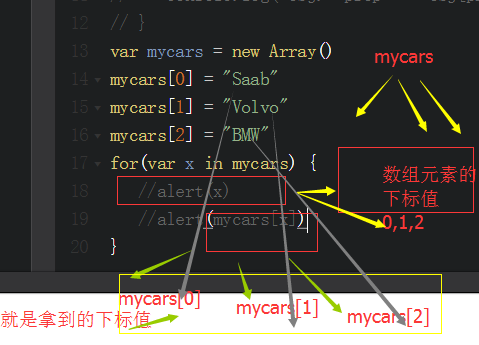 12 // }
13 var mycars = new Array()
mycars
14 mycars[0] = "Saab"
15 mycars[1] = "Volvo"
16 mycars[2] = "BMW"
17 for(var x in mycars) {
数组元素的
18 //alert(x)
下标值
19 //alert(mycars[x])
0,1,2
20 }
mycars[0]
mycars[1]
mycars[2]
就是拿到的下标值